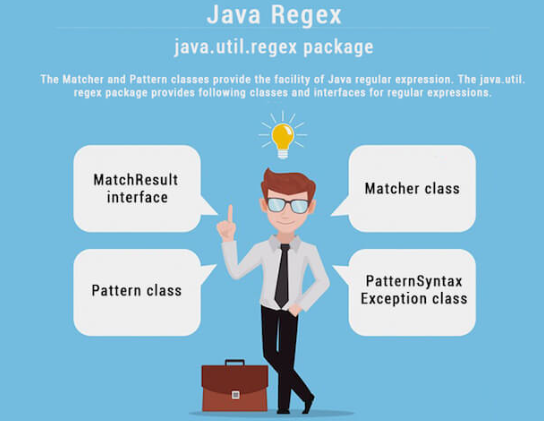 Java Regex
java.util.regex package
The Matcher and Pattern classes provide the facility of Java regular expression. The java.util.
regex package provides following classes and interfaces for regular expressions.
MatchResult
interface
Matcher class
Pattern class
PatternSyntax
Exception class